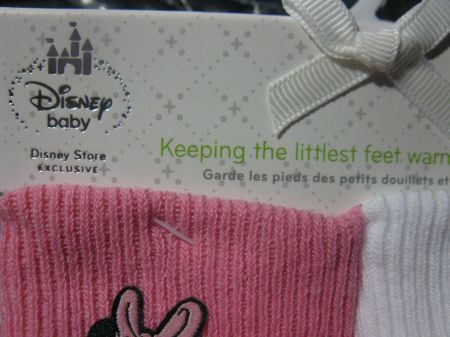 Disney
baby
Disney Store
EXCLUSIVE
Keeping the littlest feet warm
Garde les pieds des petits douillets et